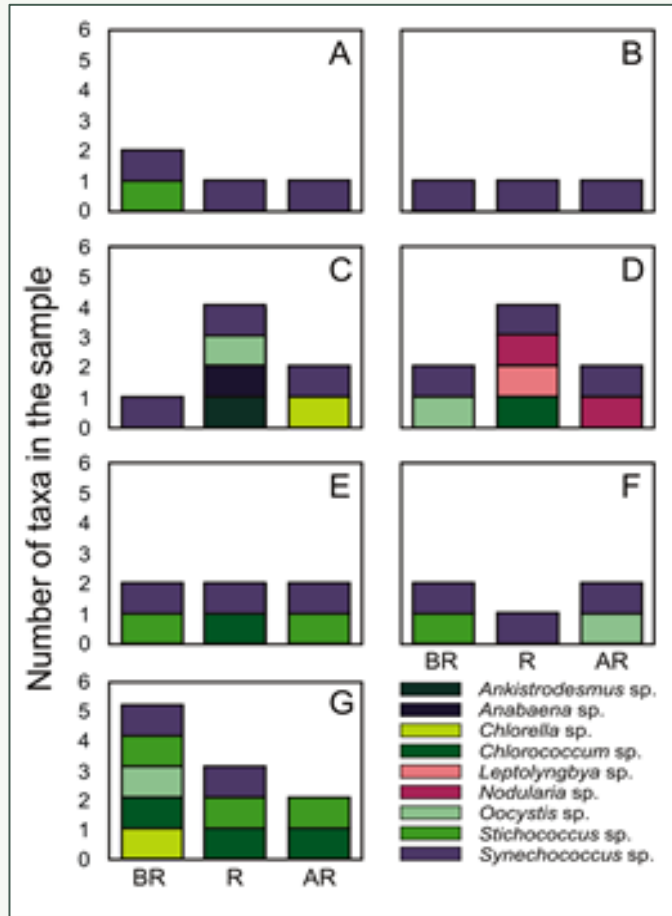 Number of taxa in the sample
6
5
4
3
2
1
0
A
B
6
5
4
3
2
1
0
C
D
6
5
4
3
2
1
0
E
F
BR R AR
6
5
4
3
2
1
0
G
BR R AR
Ankistrodesmus sp.
Anabaena sp.
Chlorella sp.
Chlorococcum sp.
Leptolyngbya sp.
Nodularia sp.
Oocystis sp.
Stichococcus sp.
Synechococcus sp.